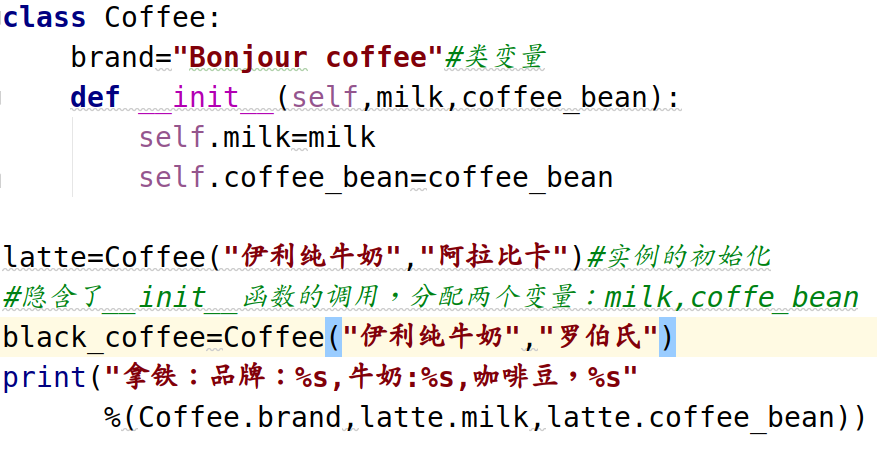 class Coffee:
    brand="Bonjour coffee"#类变量
    def __init__(self,milk,coffee_bean):
        self.milk=milk
        self.coffee_bean=coffee_bean
latte=Coffee("伊利纯牛奶","阿拉比卡")#实例的初始化
#隐含了__init__函数的调用，分配两个变量：milk,coffe_bean
black_coffee=Coffee("伊利纯牛奶","罗伯氏")
print("拿铁：品牌：%s,牛奶:%s,咖啡豆，%s"
      %(Coffee.brand,latte.milk,latte.coffee_bean))